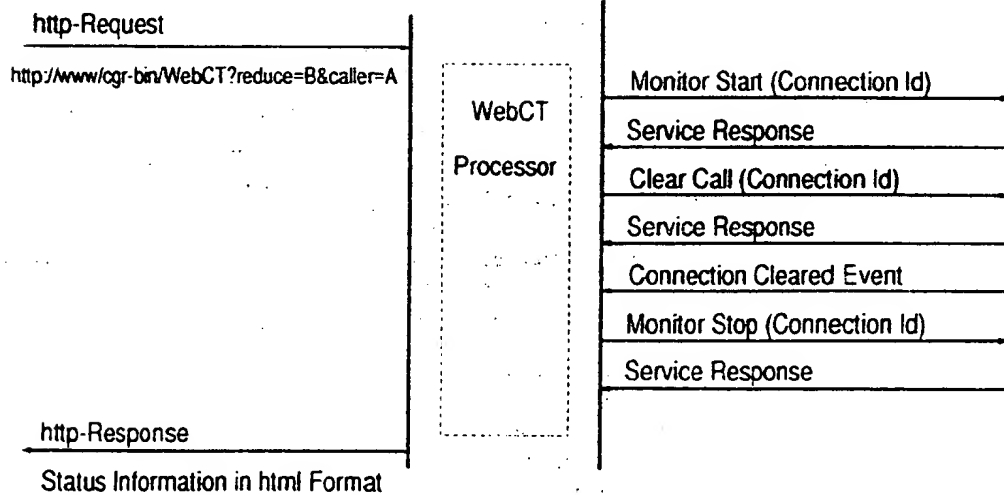 http-Request
http://www/cgr-bin/WebCT?reduce=B&caller=A
WebCT
Processor
Monitor Start (Connection Id)
Service Response
Clear Call (Connection Id)
Service Response
Connection Cleared Event
Monitor Stop (Connection Id)
Service Response
http-Response
Status Information in html Format